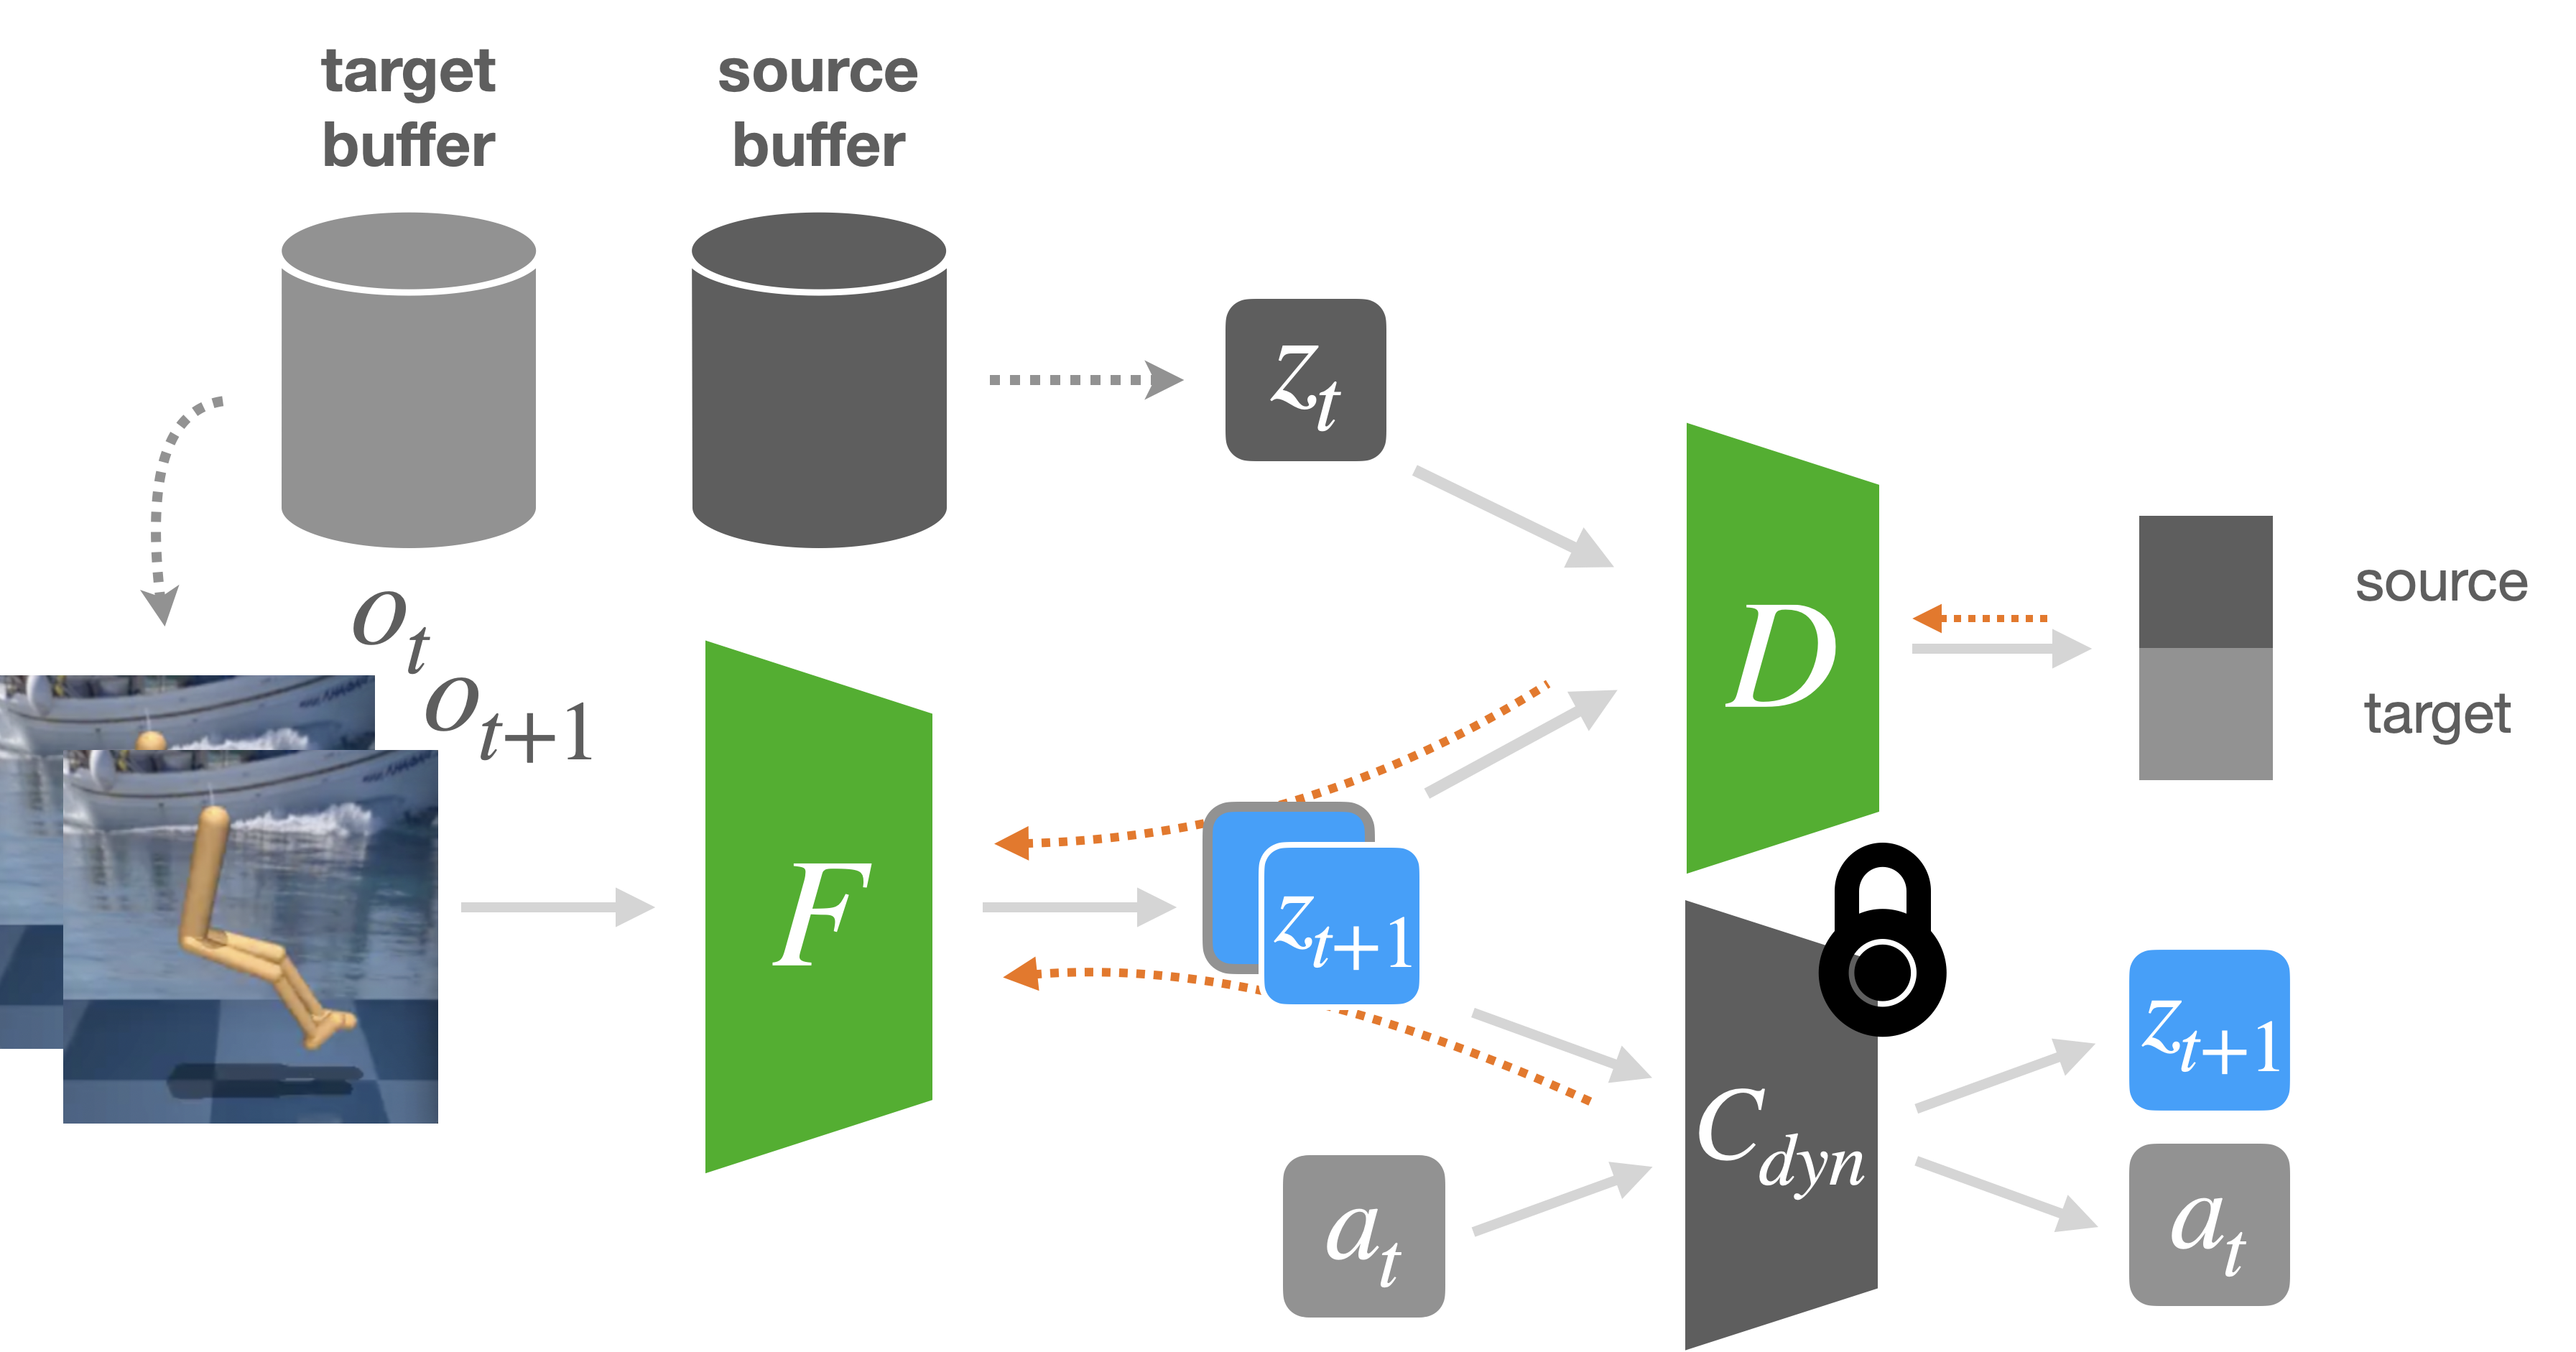 target
buffer
source
buffer
z_t
o_t
o_{t+1}
F
z_{t+1}
a_t
D
C_{dyn}
source
target
z_{t+1}
a_t